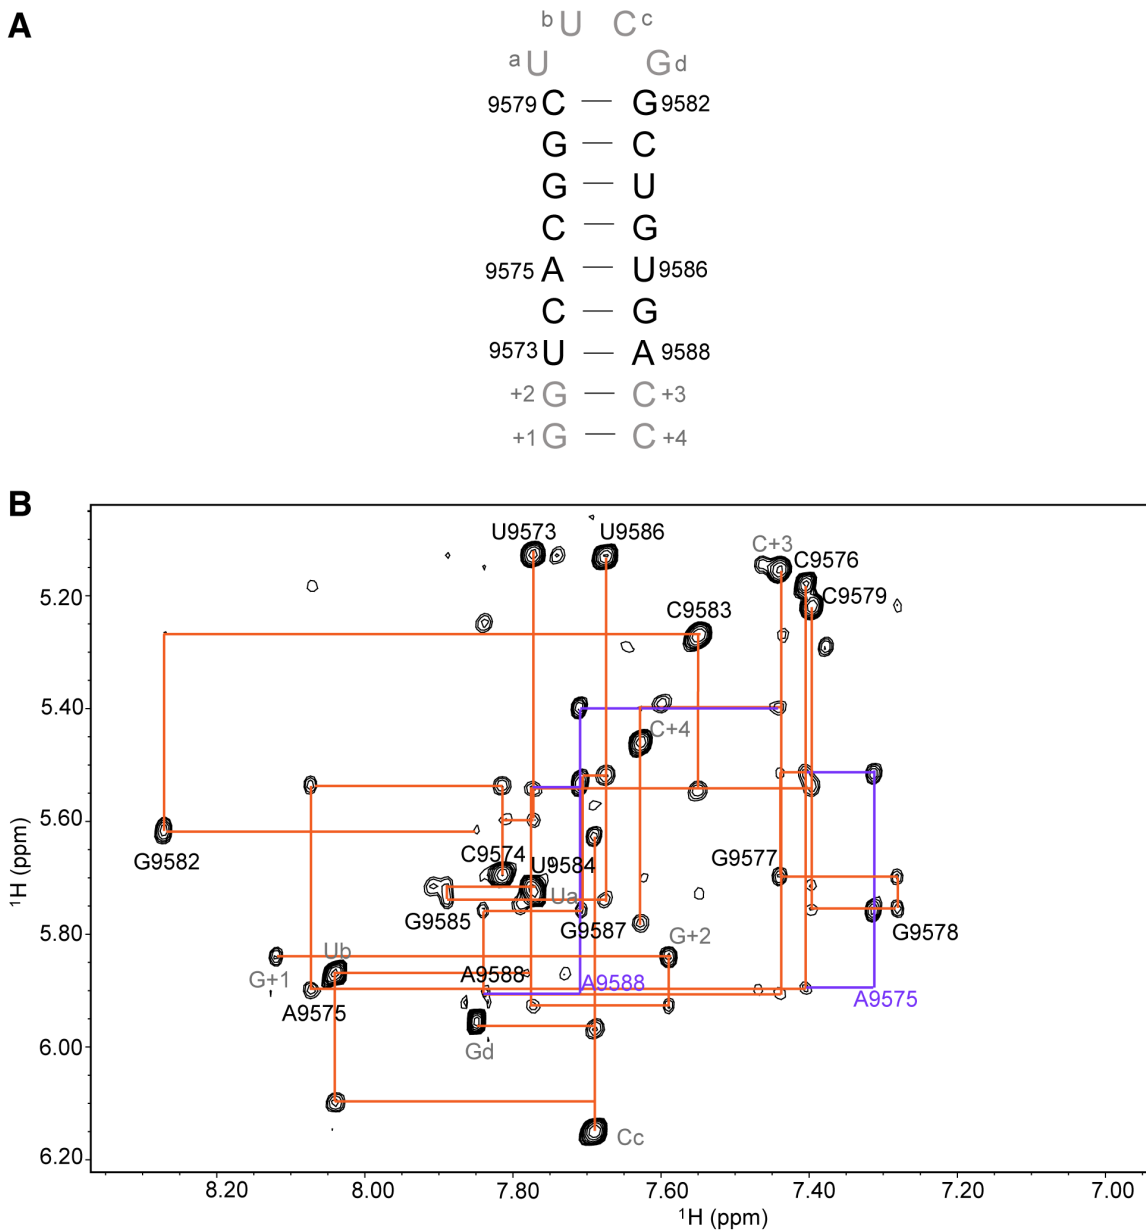 A
b U C c
a U G d
9579 C — G 9582
G — C
G — U
C — G
9575 A — U 9586
C — G
9573 U — A 9588
+2 G — C +3
+1 G — C +4
B
U9573 U9586 C+3
C9576
C9579
C9583
C+4
G9582 C9574 U9584 G9577
Ua
G9585 G9587 G9578
G+2
Ub
G+1 A9588 A9588
A9575 A9575
Gd
Cc
5.20
5.40
5.60
5.80
6.00
6.20
¹H (ppm)
8.20 8.00 7.80 7.60 7.40 7.20 7.00
¹H (ppm)